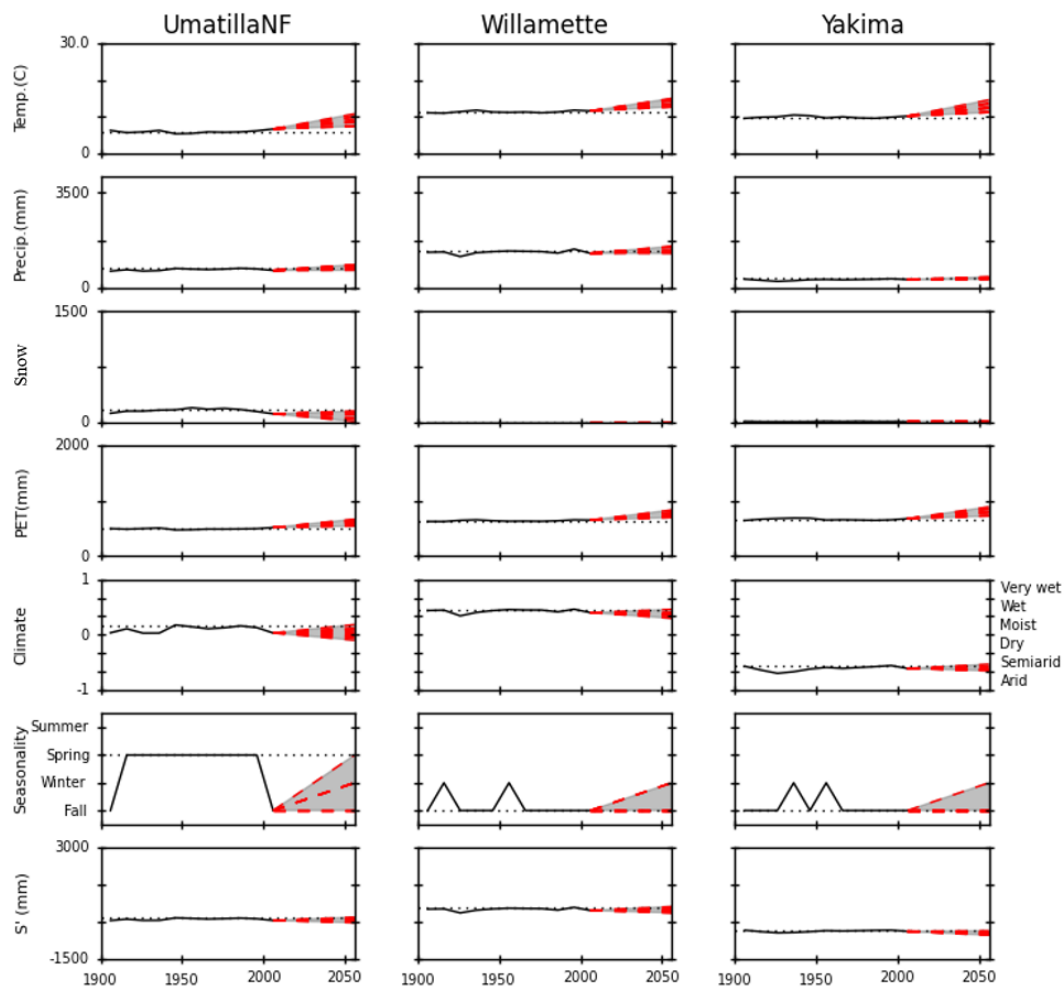 UmatillaNF Willamette Yakima
30.0
Temp.(C)
0
3500
Precip.(mm)
0
1500
Snow
0
2000
PET(mm)
0
1
Climate
0
-1
Very wet
Wet
Moist
Dry
Semiarid
Arid
Seasonality
Summer
Spring
Winter
Fall
3000
S' (mm)
-1500
1900 1950 2000 2050 1900 1950 2000 2050 1900 1950 2000 2050